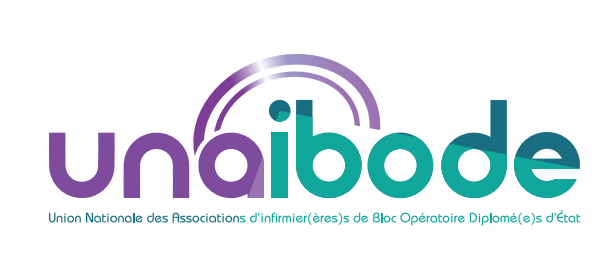 unaibode
Union Nationale des Associations d'infirmier(ères)s de Bloc Opératoire Diplomé(e)s d'État